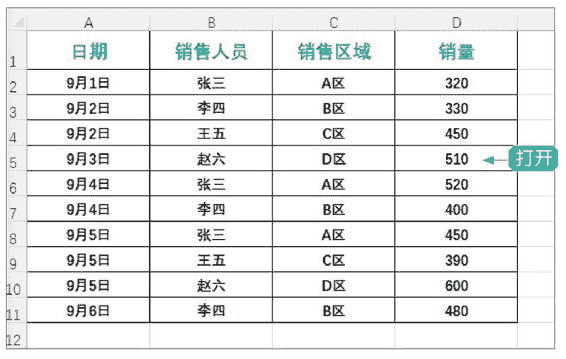 A B C D
1 日期 销售人员 销售区域 销量
2 9月1日 张三 A区 320
3 9月2日 李四 B区 330
4 9月2日 王五 C区 450
5 9月3日 赵六 D区 510 打开
6 9月4日 张三 A区 520
7 9月4日 李四 B区 400
8 9月5日 张三 A区 450
9 9月5日 王五 C区 390
10 9月5日 赵六 D区 600
11 9月6日 李四 B区 480
12